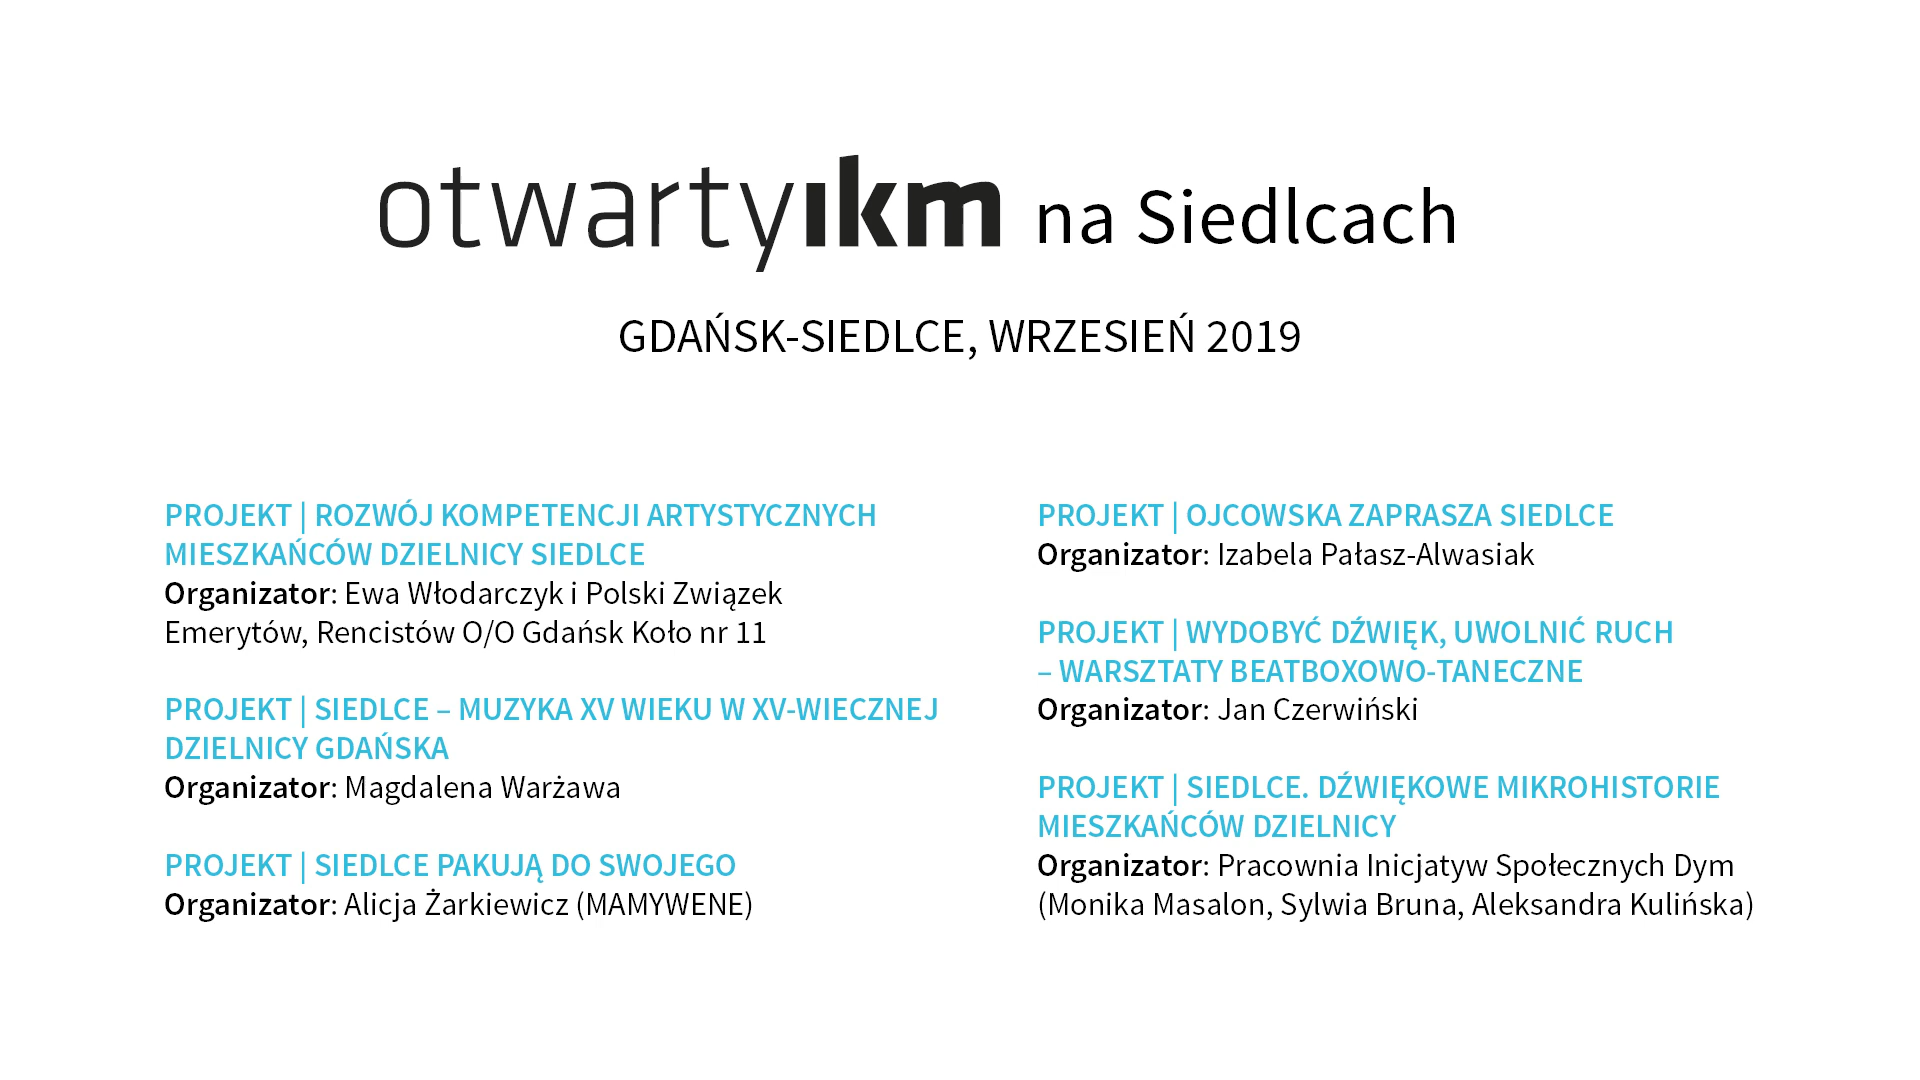 otwartyıkm na Siedlcach
GDAŃSK-SIEDLCE, WRZESIEŃ 2019
PROJEKT | ROZWÓJ KOMPETENCJI ARTYSTYCZNYCH
MIESZKAŃCÓW DZIELNICY SIEDLCE
Organizator: Ewa Włodarczyk i Polski Związek
Emerytów, Rencistów O/O Gdańsk Koło nr 11
PROJEKT | SIEDLCE – MUZYKA XV WIEKU W XV-WIECZNEJ
DZIELNICY GDAŃSKA
Organizator: Magdalena Warżawa
PROJEKT | SIEDLCE PAKUJĄ DO SWOJEGO
Organizator: Alicja Żarkiewicz (MAMYWENE)
PROJEKT | OJCOWSKA ZAPRASZA SIEDLCE
Organizator: Izabela Pałasz-Alwasiak
PROJEKT | WYDOBYĆ DŹWIĘK, UWOLNIĆ RUCH
– WARSZTATY BEATBOXOWO-TANECZNE
Organizator: Jan Czerwiński
PROJEKT | SIEDLCE. DŹWIĘKOWE MIKROHISTORIE
MIESZKAŃCÓW DZIELNICY
Organizator: Pracownia Inicjatyw Społecznych Dym
(Monika Masalon, Sylwia Bruna, Aleksandra Kulińska)